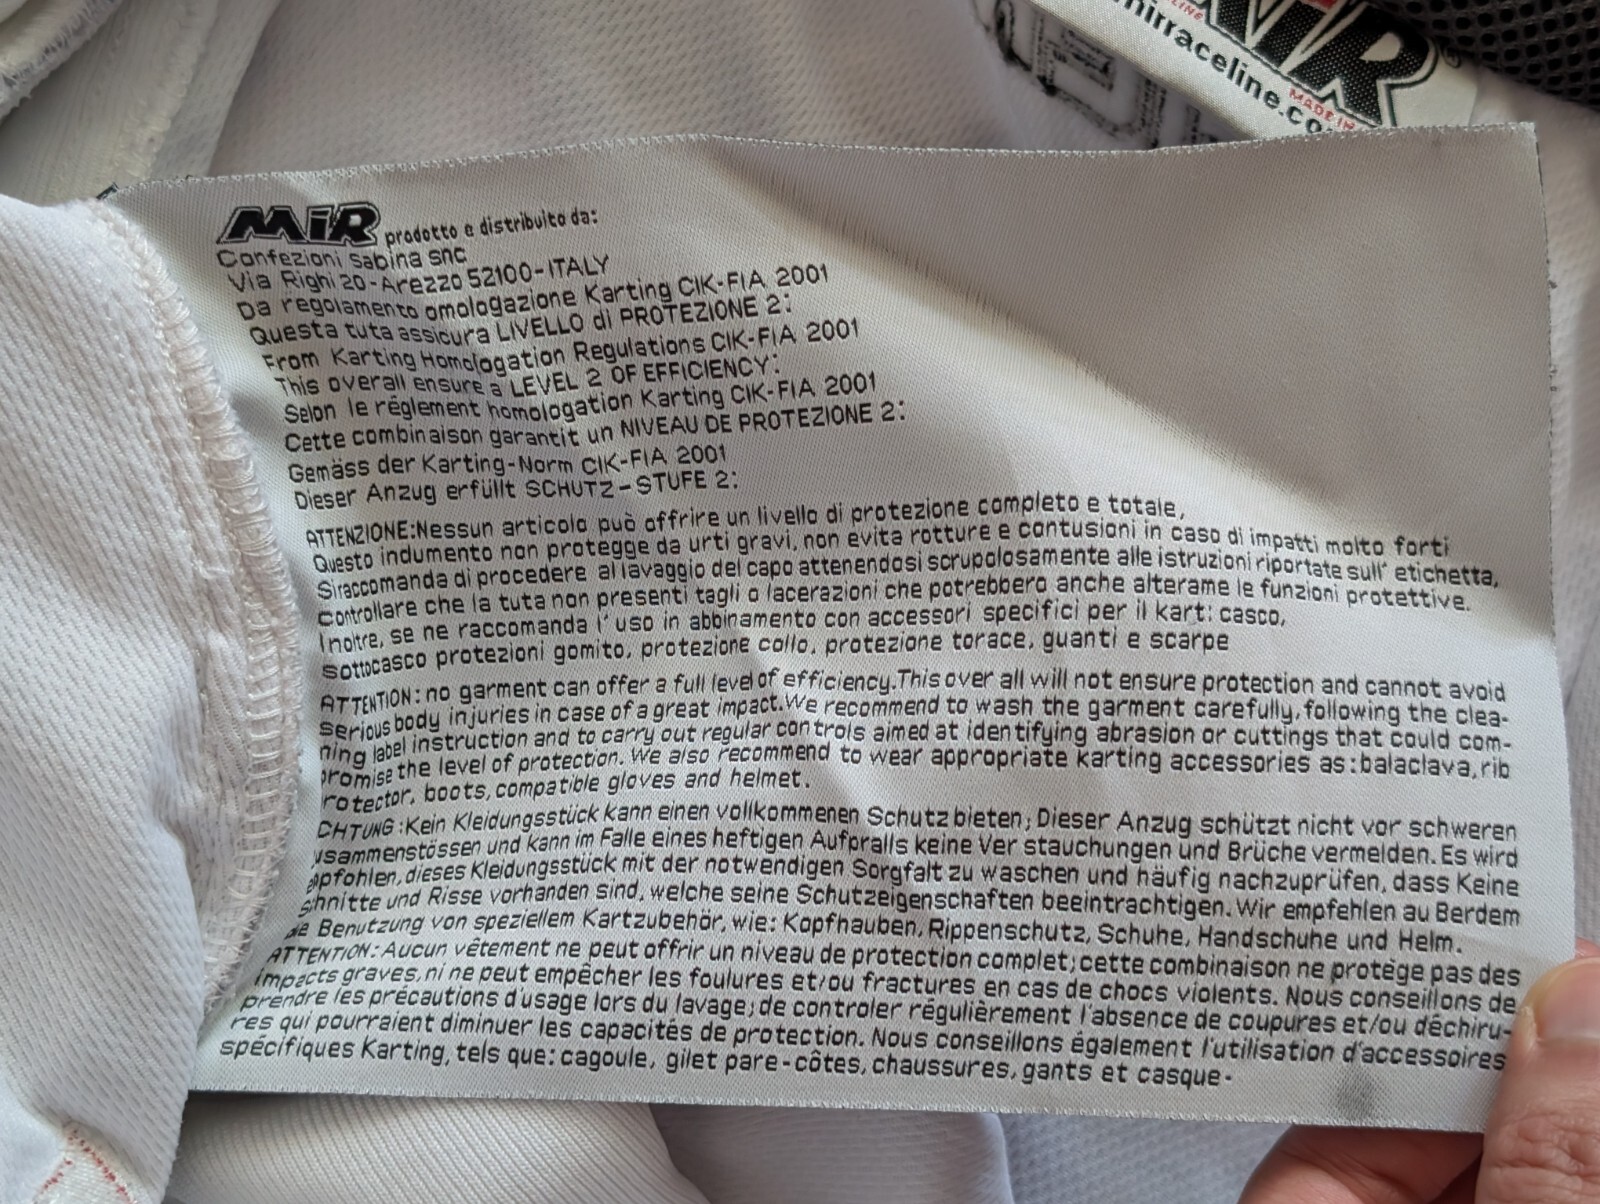 MIR
mirraceline.co
MADE IN
MiR prodotto e distribuito da:
Confezioni Sabina snc
Via Righi 20-Arezzo 52100-ITALY
Da regolamento omologazione Karting CIK-FIA 2001
Questa tuta assicura LIVELLO di PROTEZIONE 2:
From Karting Homologation Regulations CIK-FIA 2001
This overall ensure a LEVEL 2 OF EFFICIENCY:
Selon le réglement homologation Karting CIK-FIA 2001
Cette combinaison garantit un NIVEAU DE PROTEZIONE 2:
Gemäss der Karting-Norm CIK-FIA 2001
Dieser Anzug erfüllt SCHUTZ-STUFE 2:
ATTENZIONE:Nessun articolo può offrire un livello di protezione completo e totale,
Questo indumento non protegge da urti gravi, non evita rotture e contusioni in caso di impatti molto forti
Si raccomanda di procedere al lavaggio del capo attenendosi scrupolosamente alle istruzioni riportate sull' etichetta,
Controllare che la tuta non presenti tagli o lacerazioni che potrebbero anche alterarne le funzioni protettive.
Inoltre, se ne raccomanda l' uso in abbinamento con accessori specifici per il kart: casco,
sottocasco protezioni gomito, protezione collo, protezione torace, guanti e scarpe
ATTENTION: no garment can offer a full level of efficiency.This over all will not ensure protection and cannot avoid
serious body injuries in case of a great impact.We recommend to wash the garment carefully, following the clea-
ning label instruction and to carry out regular controls aimed at identifying abrasion or cuttings that could com-
promise the level of protection. We also recommend to wear appropriate karting accessories as: balaclava, rib
rotector, boots, compatible gloves and helmet.
CHTUNG :Kein Kleidungsstück kann einen vollkommenen Schutz bieten; Dieser Anzug schützt nicht vor schweren
usammenstössen und kann im Falle eines heftigen Aufpralls keine Ver stauchungen und Brüche vermelden. Es wird
epfohlen, dieses Kleidungsstück mit der notwendigen Sorgfalt zu waschen und häufig nachzuprüfen, dass Keine
Schnitte und Risse vorhanden sind, welche seine Schutzeigenschaften beeintrachtigen. Wir empfehlen au Berdem
die Benutzung von speziellem Kartzubehör, wie: Kopfhauben, Rippenschutz, Schuhe, Handschuhe und Helm.
ATTENTION: Aucun vêtement ne peut offrir un niveau de protection complet; cette combinaison ne protège pas des
impacts graves, ni ne peut empêcher les foulures et/ou fractures en cas de chocs violents. Nous conseillons de
prendre les précautions d'usage lors du lavage; de controler régulièrement l'absence de coupures et/ou déchiru-
res qui pourraient diminuer les capacités de protection. Nous conseillons également l'utilisation d'accessoires
spécifiques Karting, tels que: cagoule, gilet pare-côtes, chaussures, gants et casque-